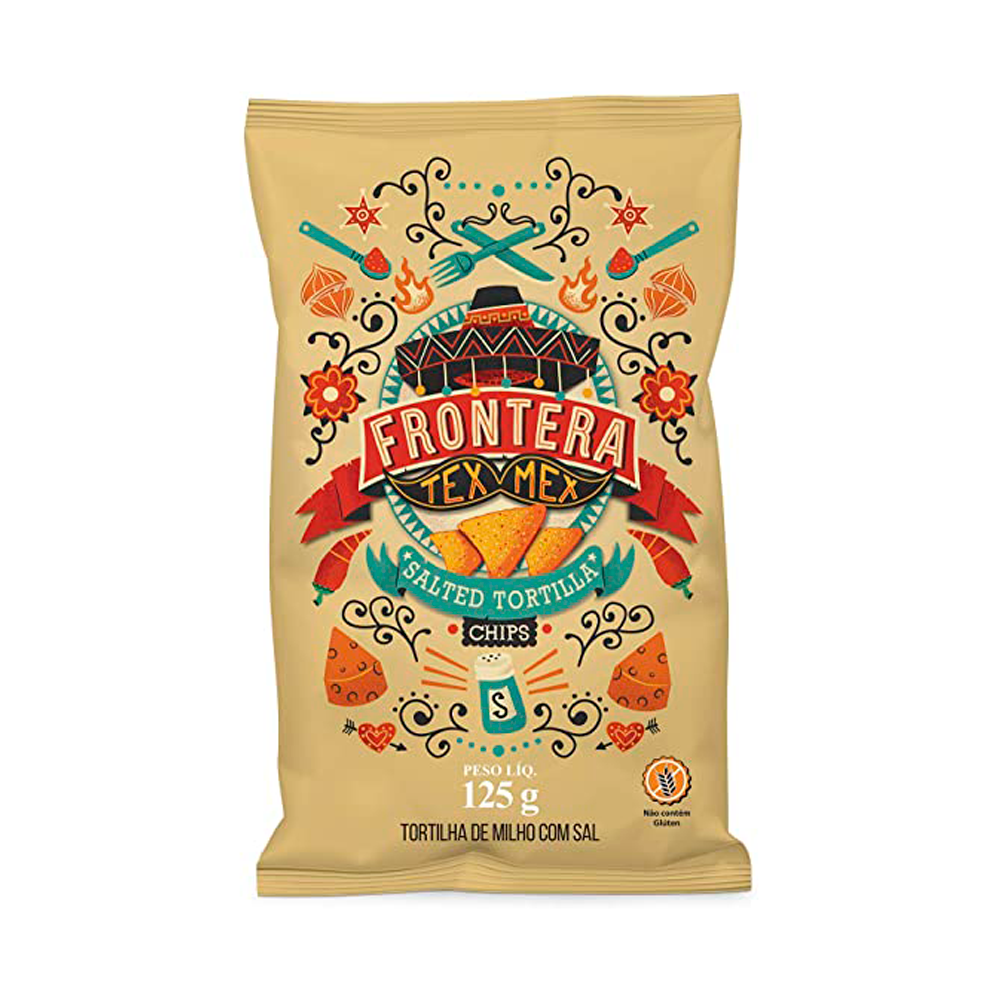 FRONTERA
TEX MEX
SALTED TORTILLA
CHIPS
S
PESO LÍQ.
125 g
TORTILHA DE MILHO COM SAL
Não contém
Glúten